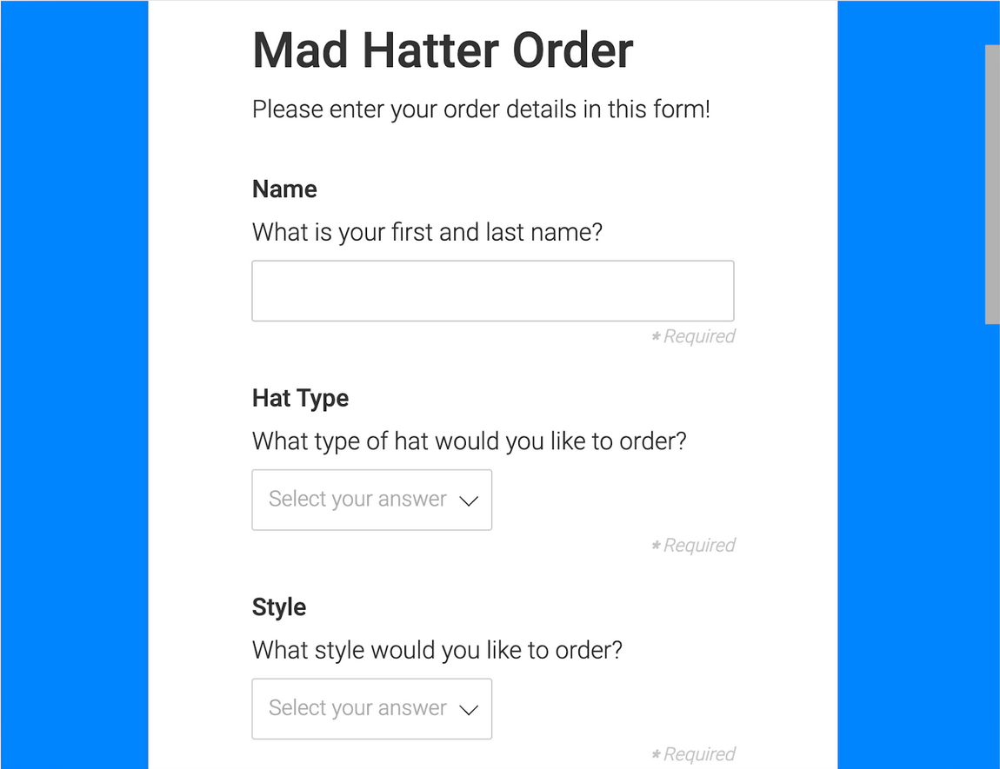 Mad Hatter Order
Please enter your order details in this form!
Name
What is your first and last name?
* Required
Hat Type
What type of hat would you like to order?
Select your answer
* Required
Style
What style would you like to order?
Select your answer
* Required